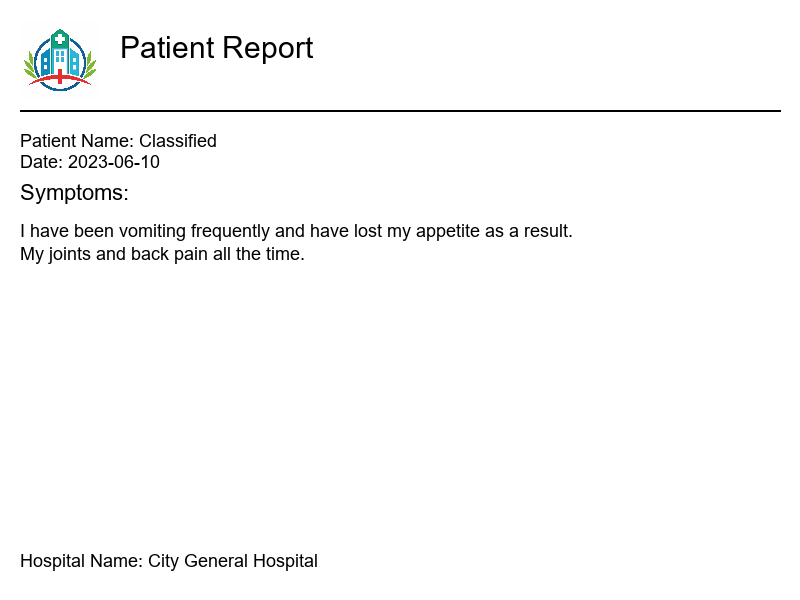 Patient Report
Patient Name: Classified
Date: 2023-06-10
Symptoms:
I have been vomiting frequently and have lost my appetite as a result.
My joints and back pain all the time.
Hospital Name: City General Hospital